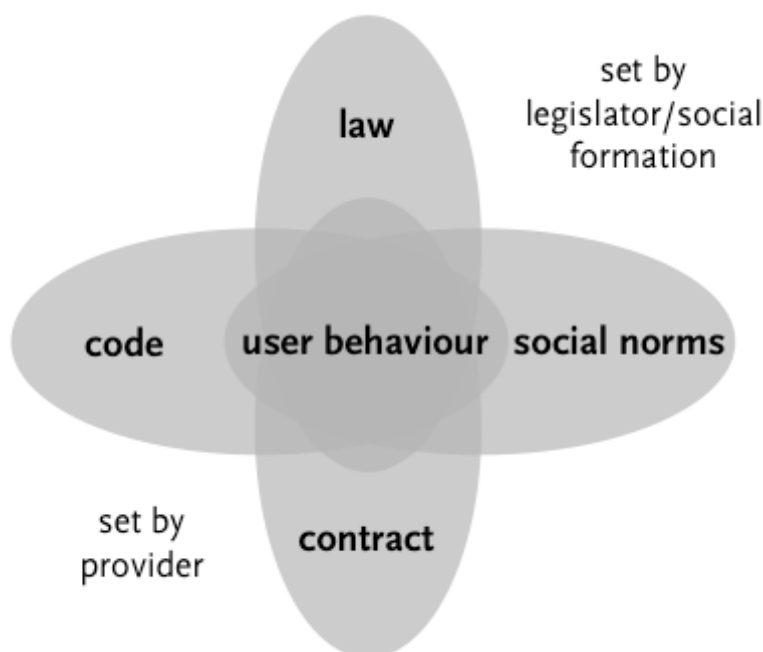 set by
legislator/social
formation
law
code
user behaviour
social norms
set by
provider
contract